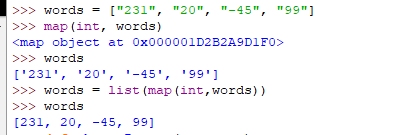 >>> words = ["231", "20", "-45", "99"]
>>> map(int, words)
<map object at 0x000001D2B2A9D1F0>
>>> words
['231', '20', '-45', '99']
>>> words = list(map(int,words))
>>> words
[231, 20, -45, 99]